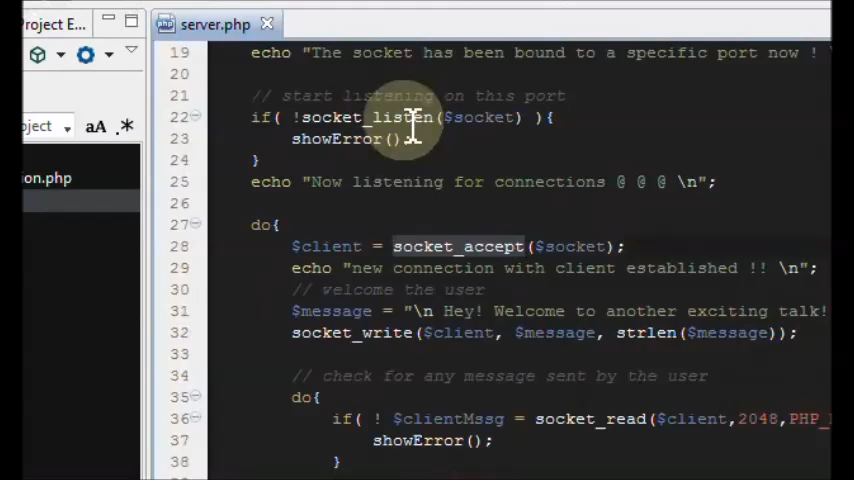 Project E...
server.php
19 echo "The socket has been bound to a specific port now !
20
21 // start listening on this port
22 if( !socket_listen($socket) ){
23 showError();
24 }
25 echo "Now listening for connections @ @ @ \n";
26
27 do{
28 $client = socket_accept($socket);
29 echo "new connection with client established !! \n";
30 // welcome the user
31 $message = "\n Hey! Welcome to another exciting talk!
32 socket_write($client, $message, strlen($message));
33
34 // check for any message sent by the user
35 do{
36 if( ! $clientMssg = socket_read($client,2048,PHP_
37 showError();
38 }
oject
aA .*
ion.php